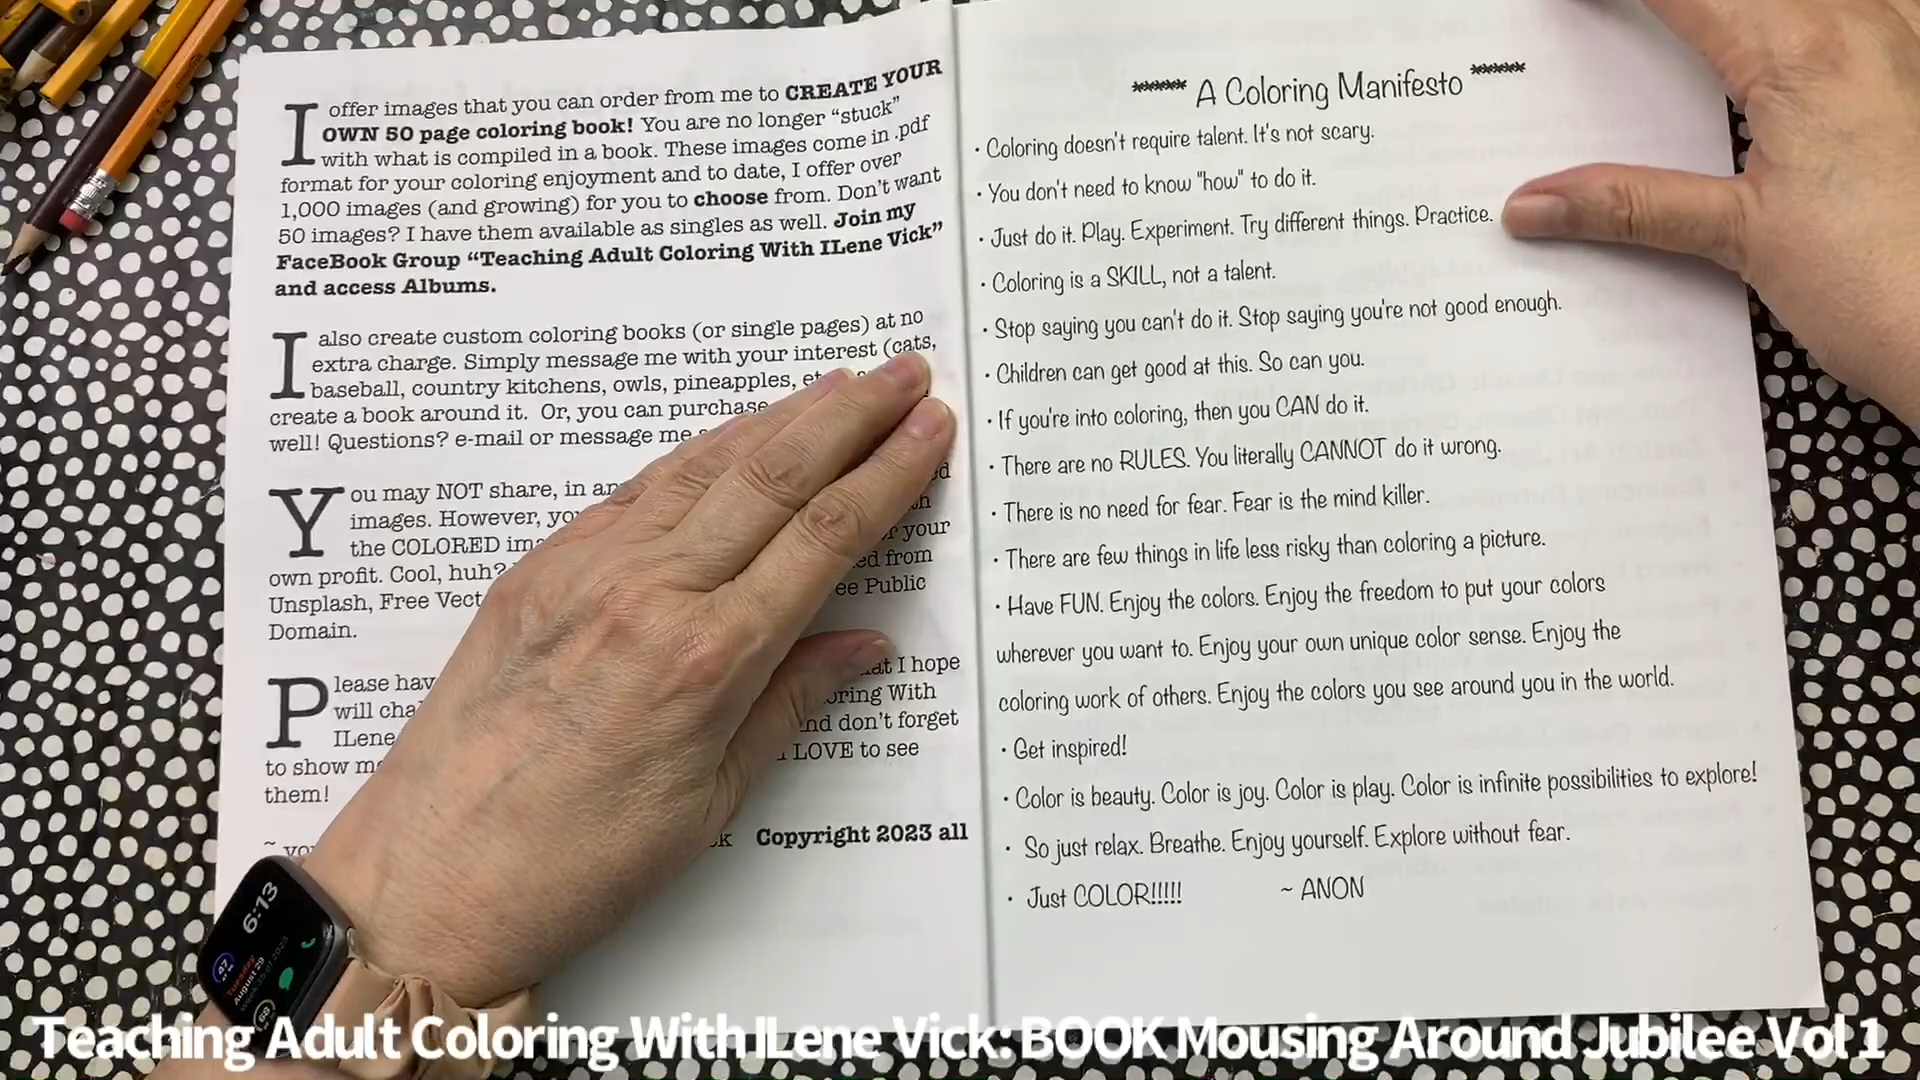 I offer images that you can order from me to CREATE YOUR
OWN 50 page coloring book! You are no longer “stuck”
with what is compiled in a book. These images come in .pdf
format for your coloring enjoyment and to date, I offer over
1,000 images (and growing) for you to choose from. Don’t want
50 images? I have them available as singles as well. Join my
FaceBook Group “Teaching Adult Coloring With ILene Vick”
and access Albums.
I also create custom coloring books (or single pages) at no
extra charge. Simply message me with your interest (cats,
baseball, country kitchens, owls, pineapples,
create a book around it. Or, you can purchase
well! Questions? e-mail or message me
You may NOT share, in
images. However,
the COLORED
own profit. Cool, huh?
Unsplash, Free
Domain.
your
from
Public
Please
will
ILene
to show
them!
I hope
With
don’t forget
LOVE to see
Copyright 2023 all
***** A Coloring Manifesto *****
· Coloring doesn't require talent. It's not scary.
· You don't need to know "how" to do it.
· Just do it. Play. Experiment. Try different things. Practice.
· Coloring is a SKILL, not a talent.
· Stop saying you can't do it. Stop saying you're not good enough.
· Children can get good at this. So can you.
· If you're into coloring, then you CAN do it.
· There are no RULES. You literally CANNOT do it wrong.
· There is no need for fear. Fear is the mind killer.
· There are few things in life less risky than coloring a picture.
· Have FUN. Enjoy the colors. Enjoy the freedom to put your colors
wherever you want to. Enjoy your own unique color sense. Enjoy the
coloring work of others. Enjoy the colors you see around you in the world.
· Get inspired!
· Color is beauty. Color is joy. Color is play. Color is infinite possibilities to explore!
· So just relax. Breathe. Enjoy yourself. Explore without fear.
· Just COLOR!!!!! ~ ANON
6:13
47
Tuesday
August 29
68
Teaching Adult Coloring With ILene Vick: BOOK Mousing Around Jubilee Vol 1